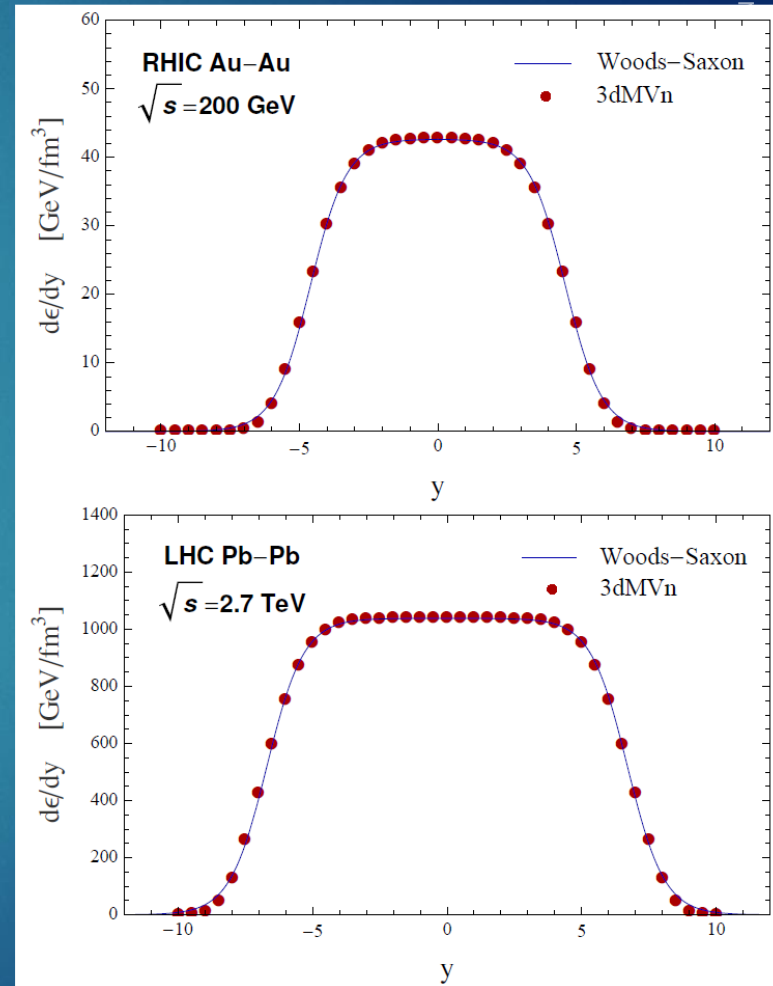 60
50
40
30
20
10
0
dϵ/dy [GeV/fm³]
RHIC Au−Au
√s =200 GeV
Woods−Saxon
3dMVn
−10 −5 0 5 10
y
1400
1200
1000
800
600
400
200
0
dϵ/dy [GeV/fm³]
LHC Pb−Pb
√s =2.7 TeV
Woods−Saxon
3dMVn
−10 −5 0 5 10
y